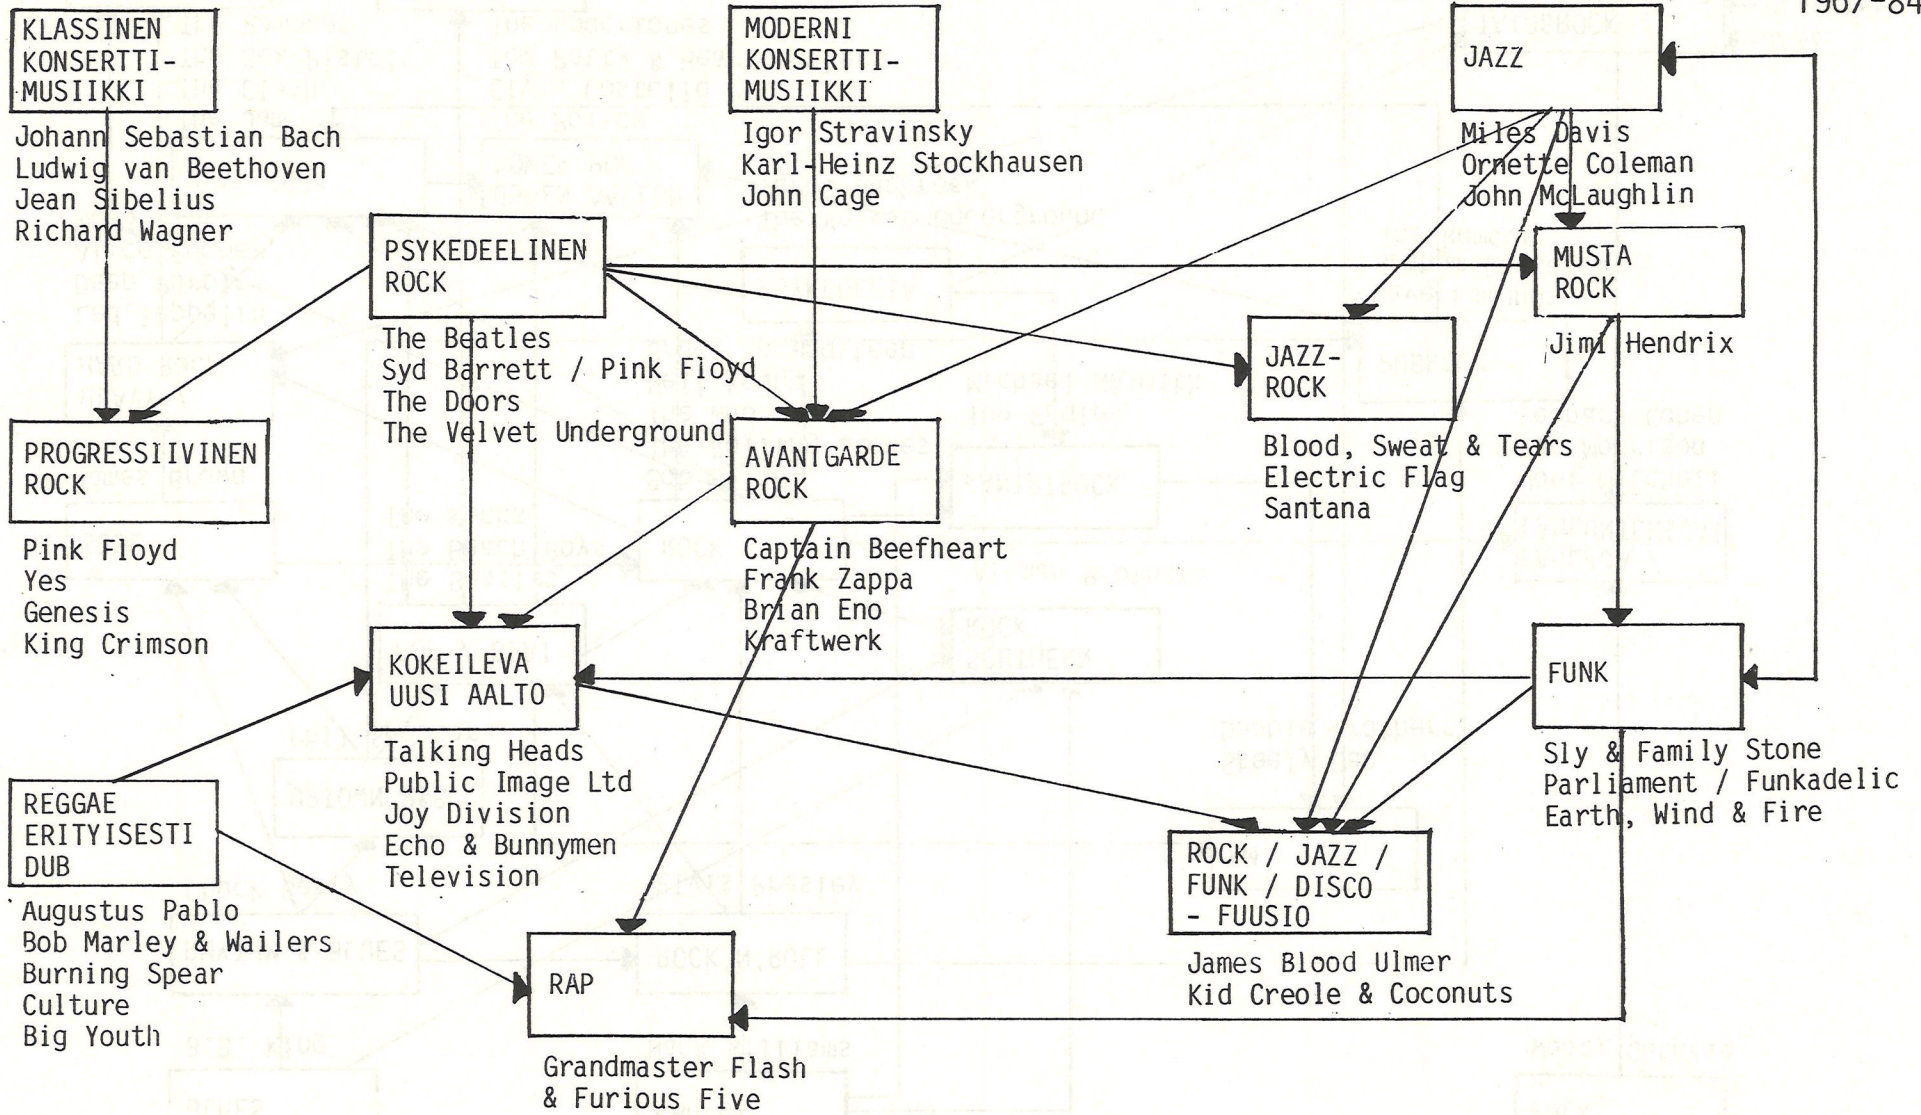 1967-84
KLASSINEN
KONSERTTI-
MUSIIKKI
Johann Sebastian Bach
Ludwig van Beethoven
Jean Sibelius
Richard Wagner
MODERNI
KONSERTTI-
MUSIIKKI
Igor Stravinsky
Karl-Heinz Stockhausen
John Cage
JAZZ
Miles Davis
Ornette Coleman
John McLaughlin
PSYKEDEELINEN
ROCK
The Beatles
Syd Barrett / Pink Floyd
The Doors
The Velvet Underground
MUSTA
ROCK
Jimi Hendrix
JAZZ-
ROCK
Blood, Sweat & Tears
Electric Flag
Santana
PROGRESSIIVINEN
ROCK
Pink Floyd
Yes
Genesis
King Crimson
AVANTGARDE
ROCK
Captain Beefheart
Frank Zappa
Brian Eno
Kraftwerk
KOKEILEVA
UUSI AALTO
Talking Heads
Public Image Ltd
Joy Division
Echo & Bunnymen
Television
FUNK
Sly & Family Stone
Parliament / Funkadelic
Earth, Wind & Fire
REGGAE
ERITYISESTI
DUB
Augustus Pablo
Bob Marley & Wailers
Burning Spear
Culture
Big Youth
ROCK / JAZZ /
FUNK / DISCO
- FUUSIO
James Blood Ulmer
Kid Creole & Coconuts
RAP
Grandmaster Flash
& Furious Five